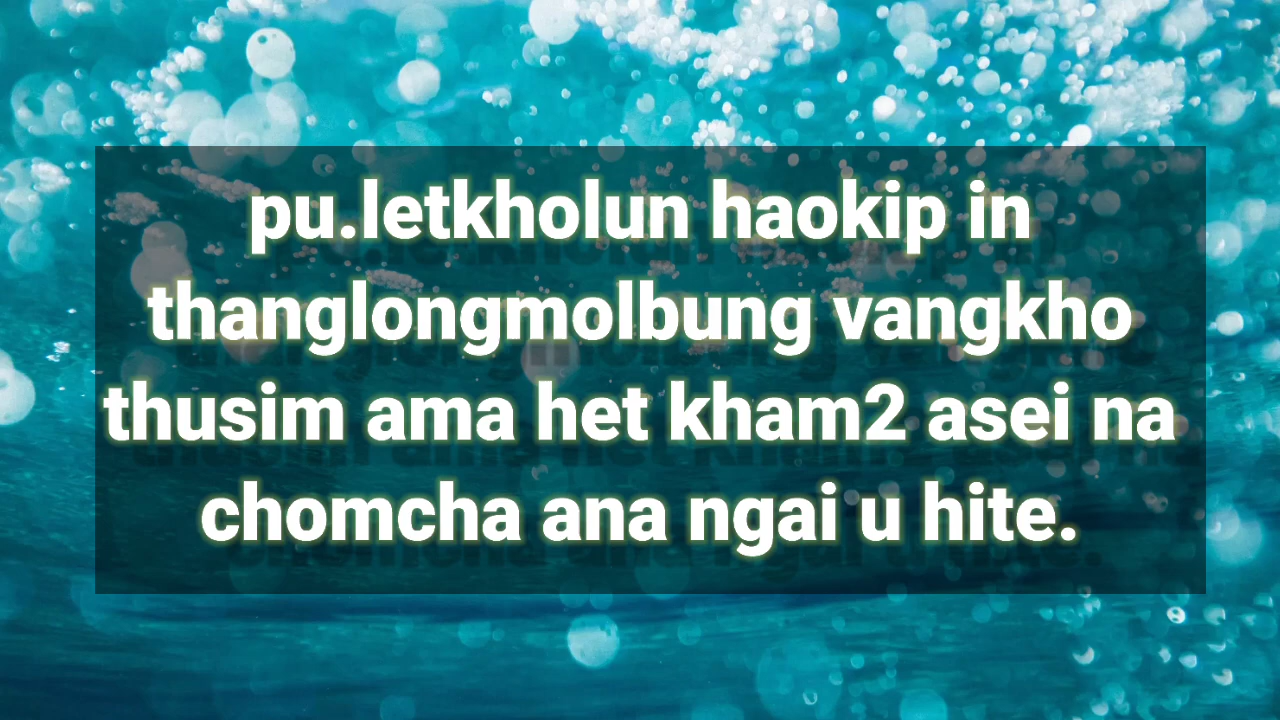 pu.letkholun haokip in
thanglongmolbung vangkho
thusim ama het kham2 asei na
chomcha ana ngai u hite.